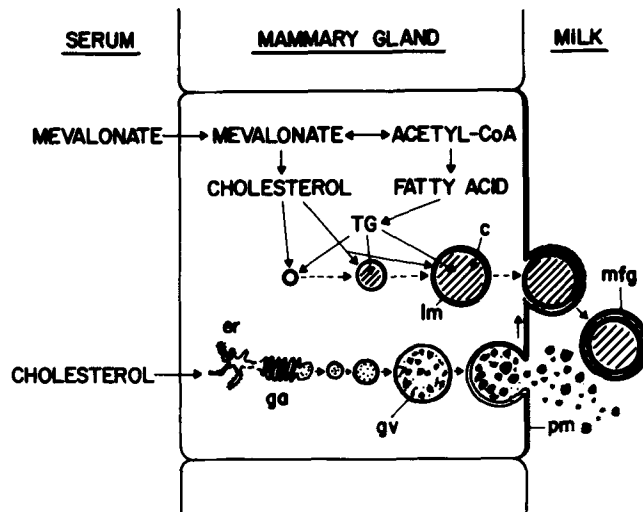 SERUM MAMMARY GLAND MILK
MEVALONATE MEVALONATE ACETYL-CoA
CHOLESTEROL FATTY ACID
TG
c
mfg
lm
er
CHOLESTEROL
ga
gv
pm
s